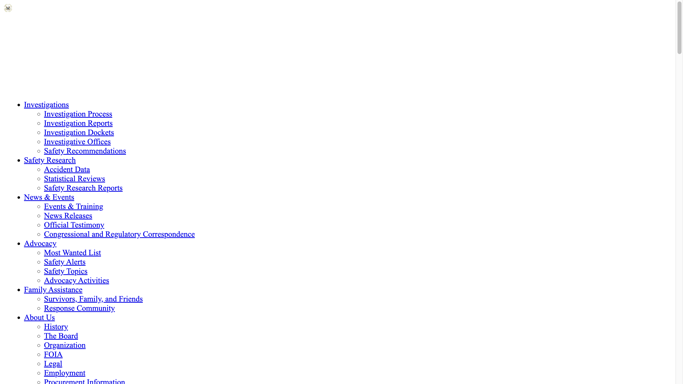 Investigations
Investigation Process
Investigation Reports
Investigation Dockets
Investigative Offices
Safety Recommendations
Safety Research
Accident Data
Statistical Reviews
Safety Research Reports
News & Events
Events & Training
News Releases
Official Testimony
Congressional and Regulatory Correspondence
Advocacy
Most Wanted List
Safety Alerts
Safety Topics
Advocacy Activities
Family Assistance
Survivors, Family, and Friends
Response Community
About Us
History
The Board
Organization
FOIA
Legal
Employment
Procurement Information